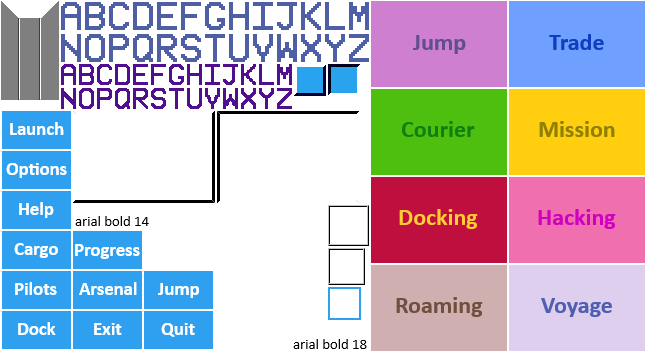 ABCDEFGHIJKLM
NOPQRSTUVWXYZ
ABCDEFGHIJKLM
NOPQRSTUVWXYZ
Launch
Options
Help
arial bold 14
Cargo Progress
Pilots Arsenal Jump
Dock Exit Quit
arial bold 18
Jump Trade
Courier Mission
Docking Hacking
Roaming Voyage